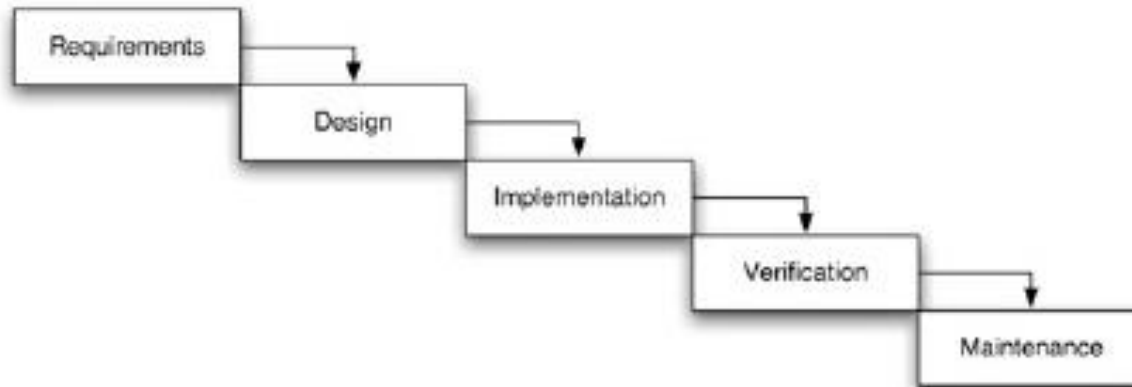 Requirements
Design
Implementation
Verification
Maintenance